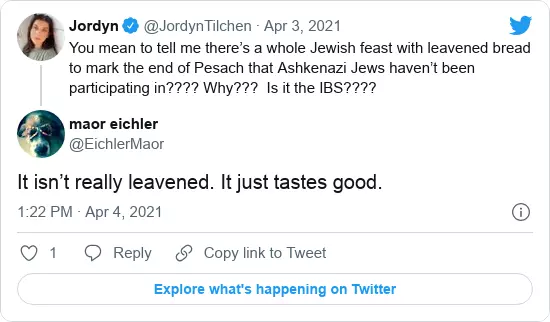 Jordyn @JordynTilchen · Apr 3, 2021
You mean to tell me there’s a whole Jewish feast with leavened bread
to mark the end of Pesach that Ashkenazi Jews haven’t been
participating in???? Why??? Is it the IBS????
maor eichler
@EichlerMaor
It isn’t really leavened. It just tastes good.
1:22 PM · Apr 4, 2021
1 Reply Copy link to Tweet
Explore what's happening on Twitter